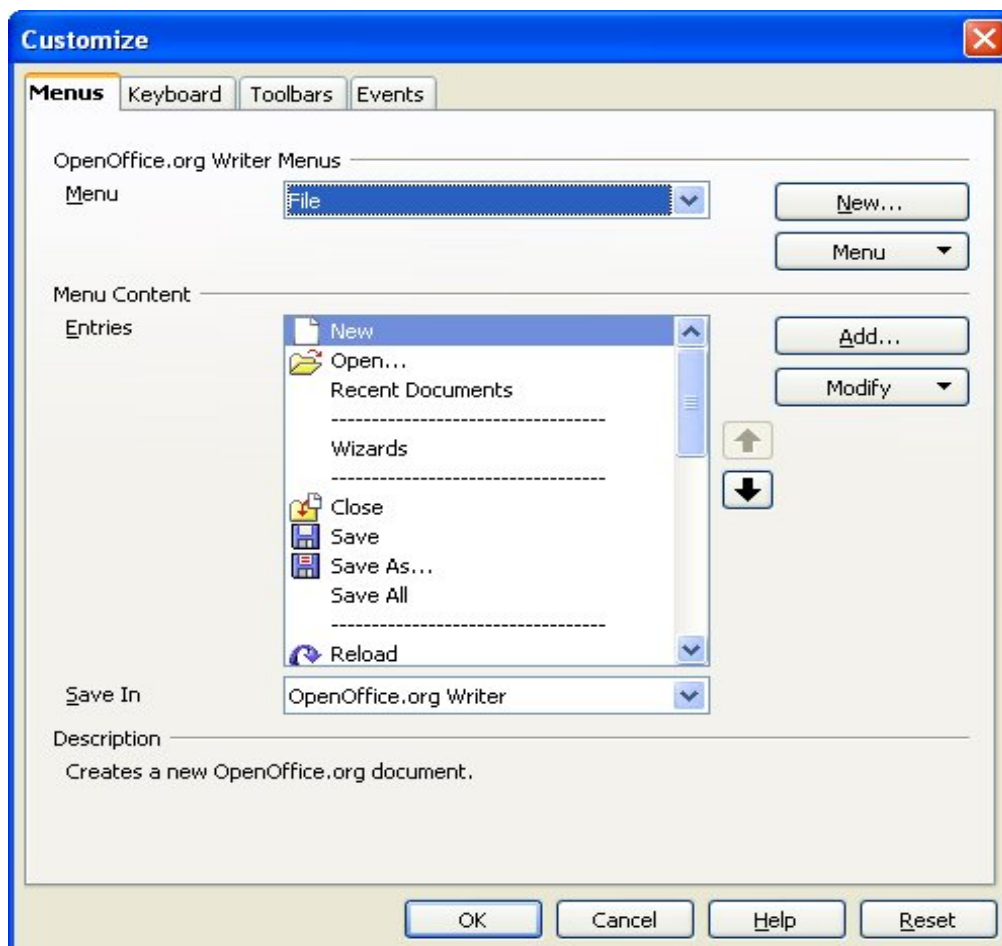 Customize
Menus Keyboard Toolbars Events
OpenOffice.org Writer Menus
Menu File New...
Menu
Menu Content
Entries New Add...
Open... Modify
Recent Documents
--------------------------------
Wizards
--------------------------------
Close
Save
Save As...
Save All
--------------------------------
Reload
Save In OpenOffice.org Writer
Description
Creates a new OpenOffice.org document.
OK Cancel Help Reset